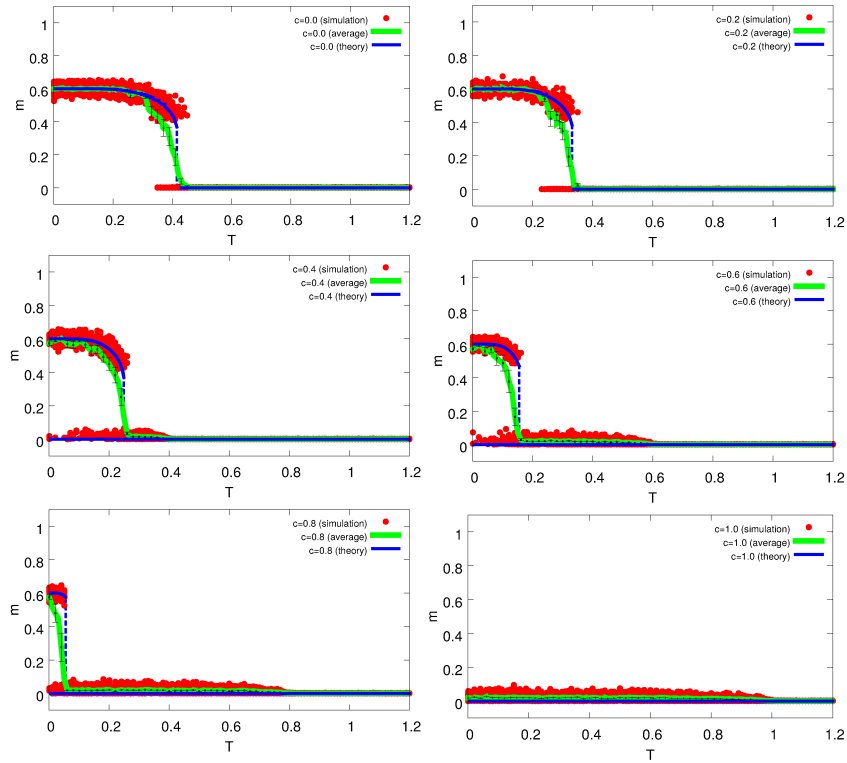 c=0.0 (simulation)
c=0.0 (average)
c=0.0 (theory)
1
0.8
0.6
0.4
0.2
0
m
0 0.2 0.4 0.6 0.8 1 1.2
T
c=0.2 (simulation)
c=0.2 (average)
c=0.2 (theory)
1
0.8
0.6
0.4
0.2
0
m
0 0.2 0.4 0.6 0.8 1 1.2
T
c=0.4 (simulation)
c=0.4 (average)
c=0.4 (theory)
1
0.8
0.6
0.4
0.2
0
m
0 0.2 0.4 0.6 0.8 1 1.2
T
c=0.6 (simulation)
c=0.6 (average)
c=0.6 (theory)
1
0.8
0.6
0.4
0.2
0
m
0 0.2 0.4 0.6 0.8 1 1.2
T
c=0.8 (simulation)
c=0.8 (average)
c=0.8 (theory)
1
0.8
0.6
0.4
0.2
0
m
0 0.2 0.4 0.6 0.8 1 1.2
T
c=1.0 (simulation)
c=1.0 (average)
c=1.0 (theory)
1
0.8
0.6
0.4
0.2
0
m
0 0.2 0.4 0.6 0.8 1 1.2
T